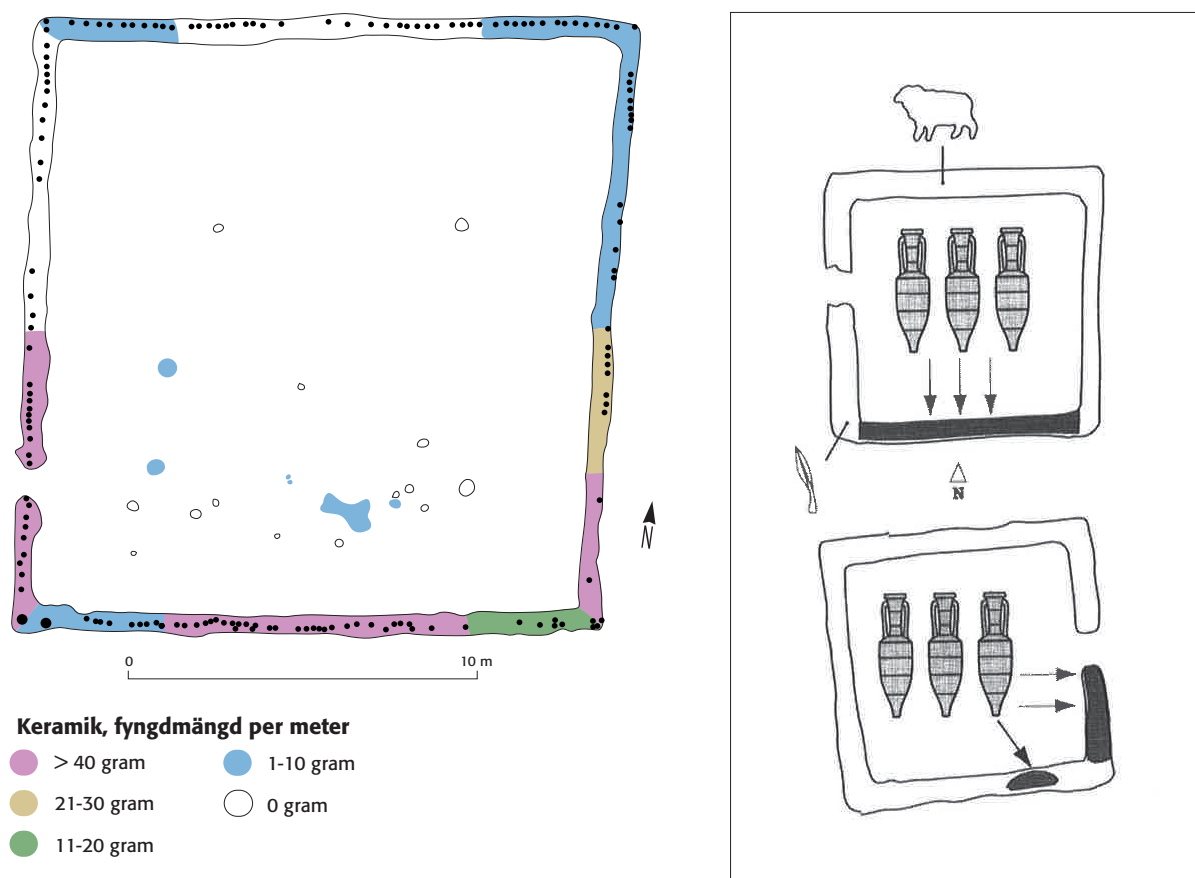 N
0 10 m
Keramik, fyngdmängd per meter
> 40 gram
1-10 gram
21-30 gram
0 gram
11-20 gram
N